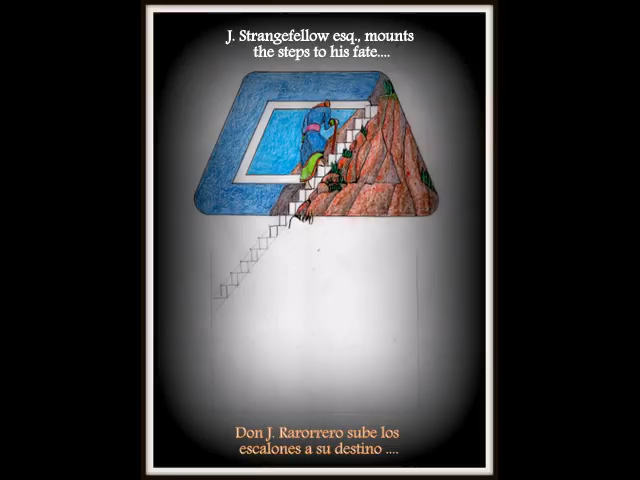 J. Strangefellow esq., mounts
the steps to his fate....
Don J. Rarorrero sube los
escalones a su destino ....